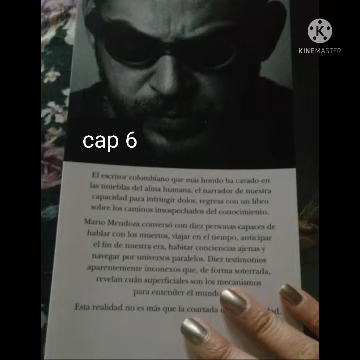 KINEMASTER
cap 6
El escritor colombiano que más hondo ha cavado en
las tinieblas del alma humana, el narrador de nuestra
capacidad para infringir dolor, regresa con un libro
sobre los caminos insospechados del conocimiento.
Mario Mendoza conversó con diez personas capaces de
hablar con los muertos, viajar en el tiempo, anticipar
el fin de nuestra era, habitar conciencias ajenas y
navegar por universos paralelos. Diez testimonios
aparentemente inconexos que, de forma soterrada,
revelan cuán superficiales son los mecanismos
para entender el mundo
Esta realidad no es más que la coartada